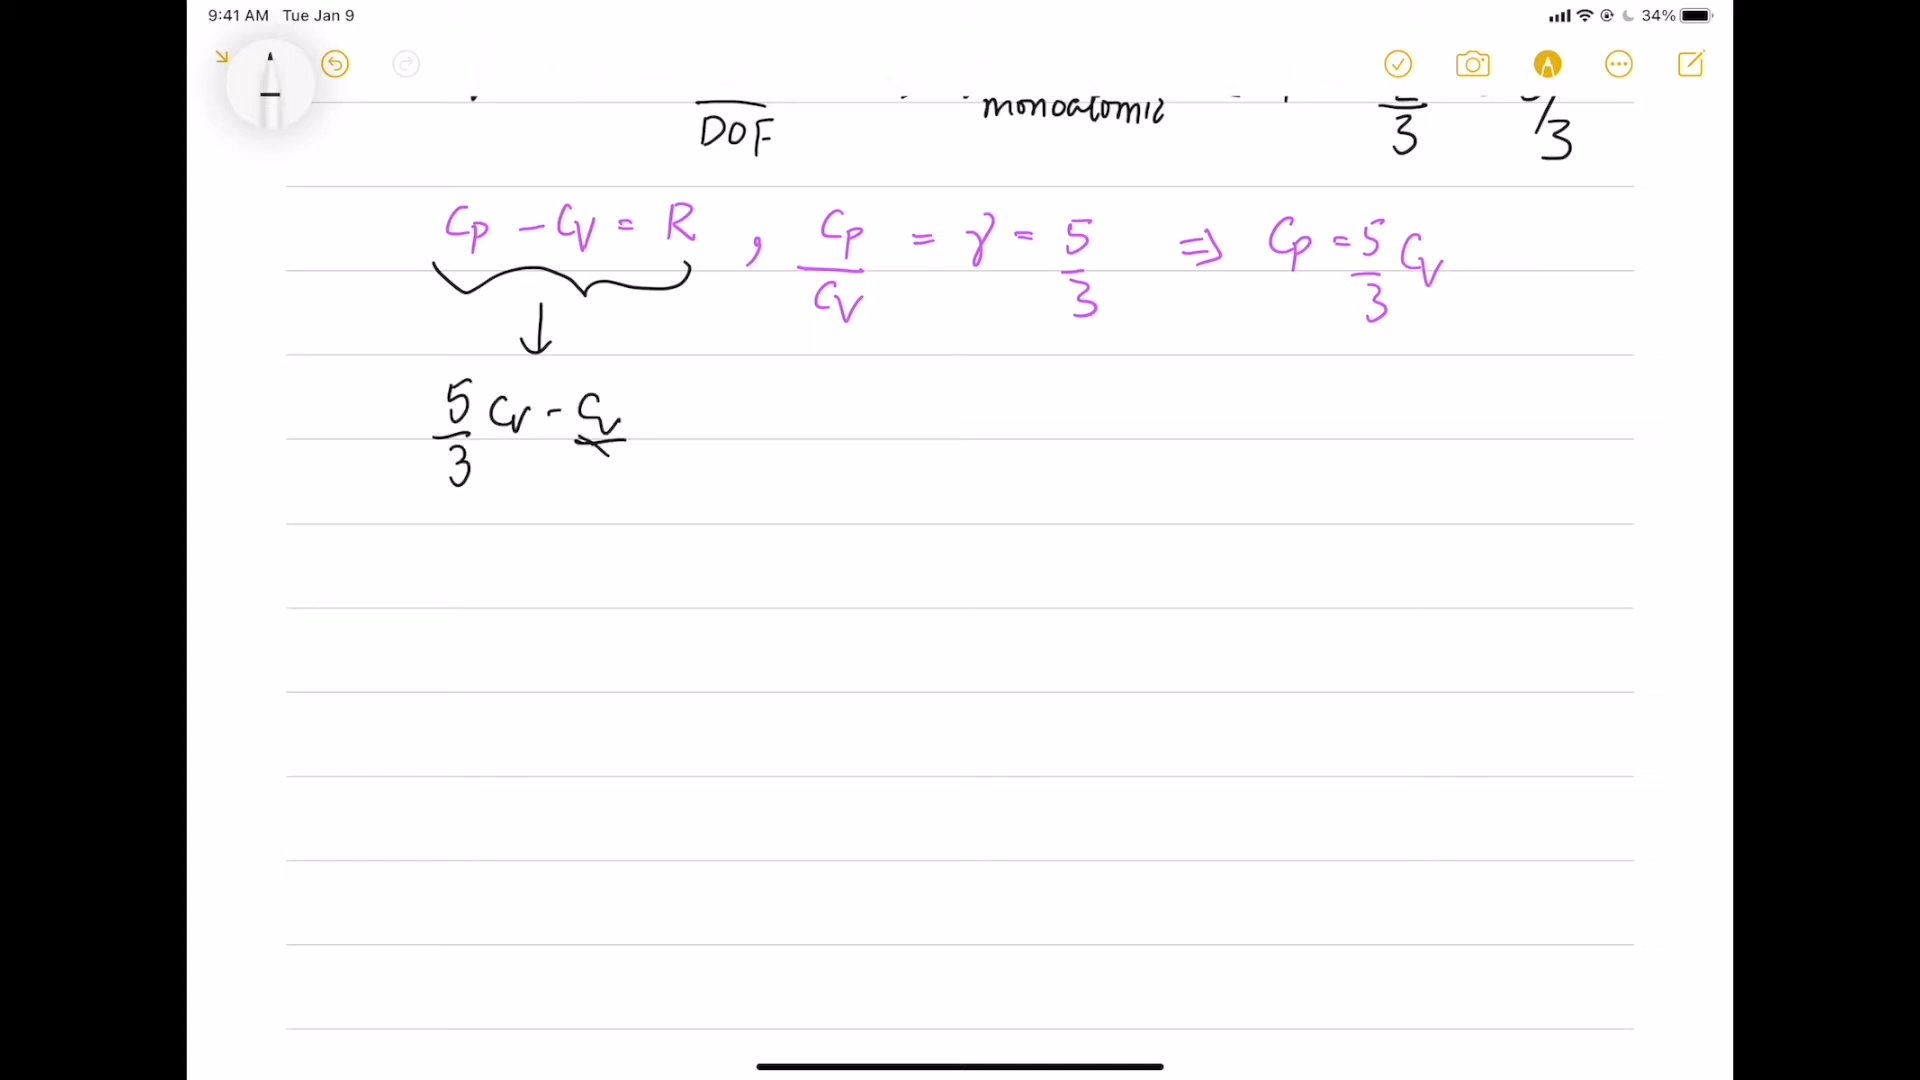 9:41 AM Tue Jan 9 34%
DOF monoatomic 3 /3
Cp - Cv = R , Cp/Cv = γ = 5/3 ⇒ Cp = 5/3 Cv
↓
5/3 Cv - Cv